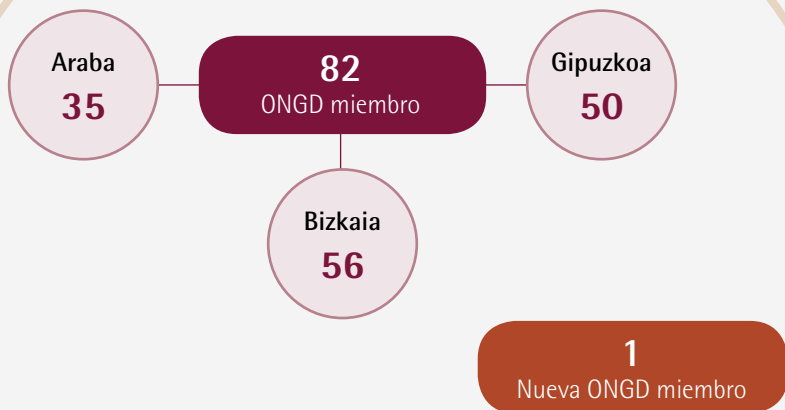 Araba
35
82
ONGD miembro
Gipuzkoa
50
Bizkaia
56
1
Nueva ONGD miembro